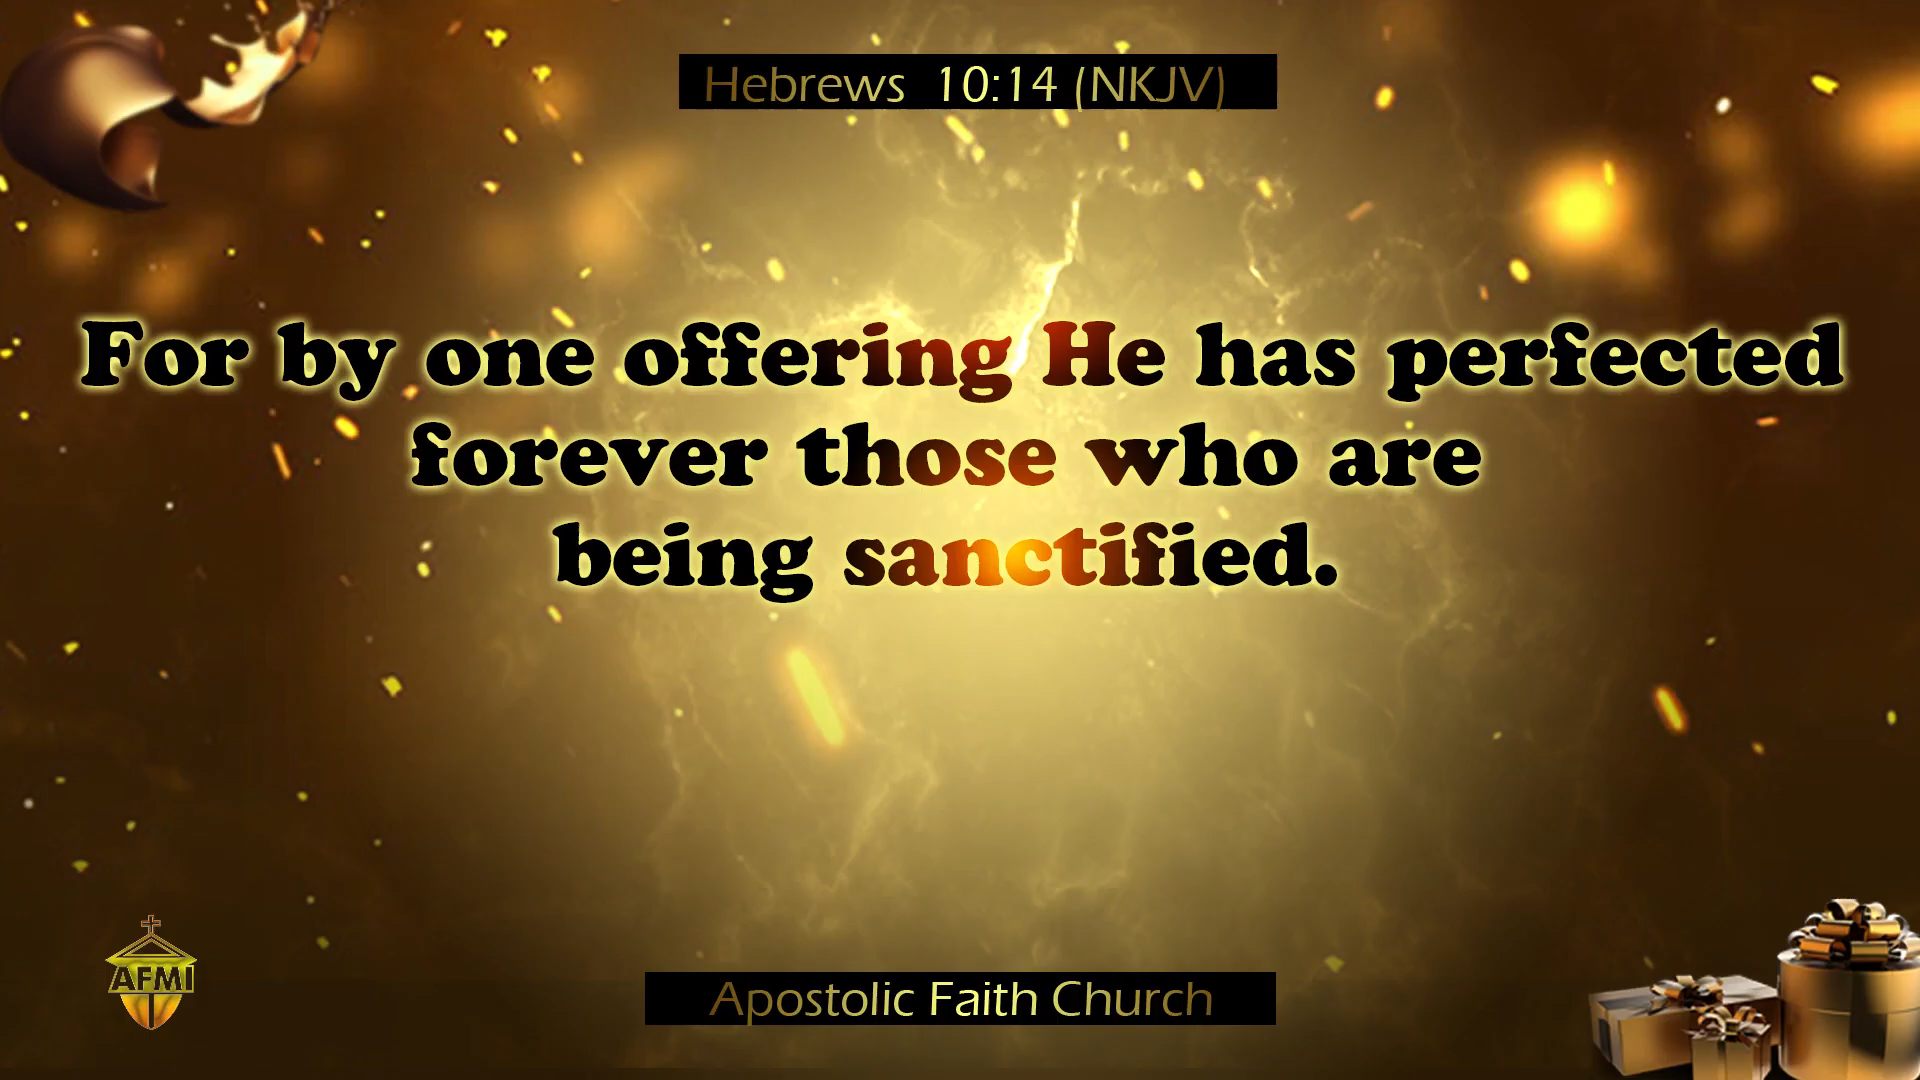 Hebrews 10:14 (NKJV)
For by one offering He has perfected
forever those who are
being sanctified.
AFMI
Apostolic Faith Church